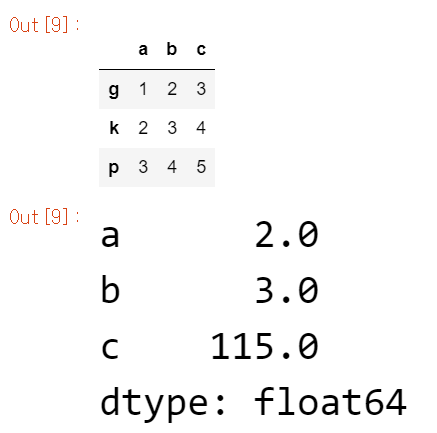 Out [9] :
a b c
g 1 2 3
k 2 3 4
p 3 4 5
Out [9] :
a 2.0
b 3.0
c 115.0
dtype: float64